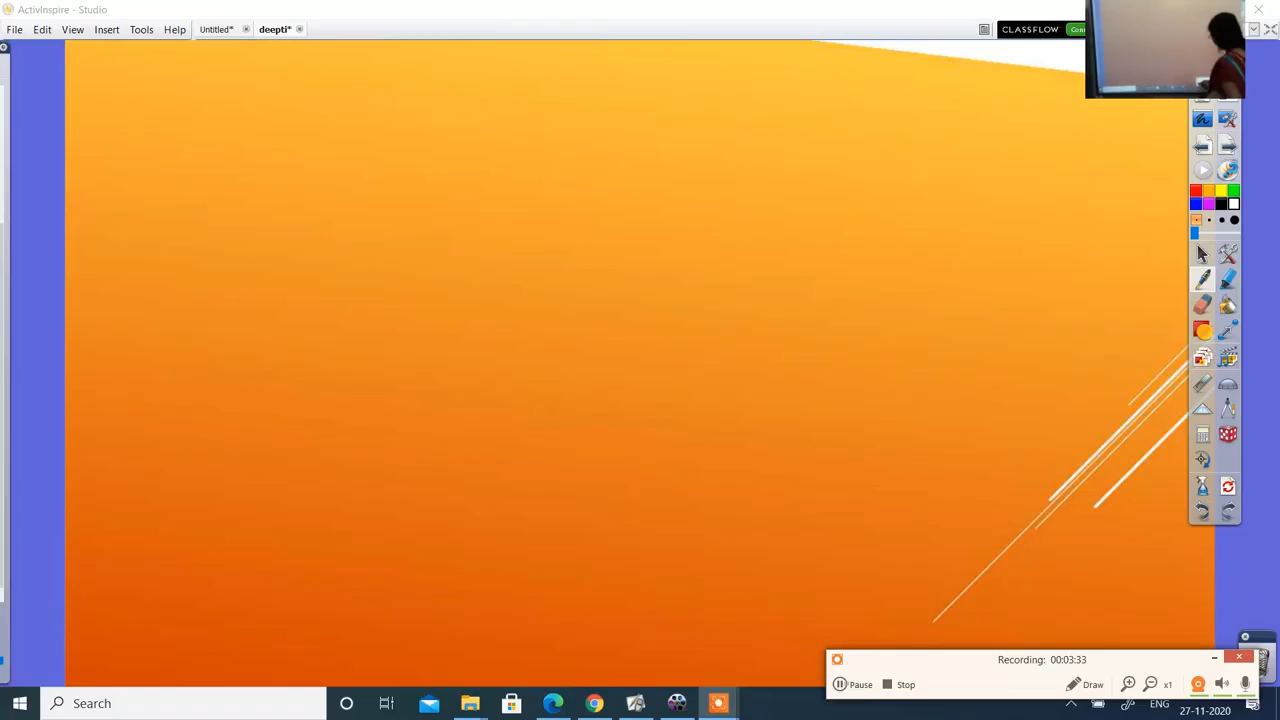 ActivInspire - Studio
File Edit View Insert Tools Help Untitled* deepti*
CLASSFLOW
Recording: 00:03:33
Pause Stop Draw x1
Search
ENG
27-11-2020